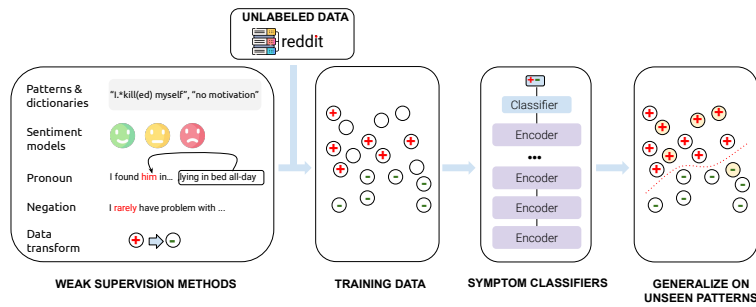 UNLABELED DATA
reddit
Patterns &
dictionaries
"I.*kill(ed) myself", "no motivation"
Sentiment
models
Pronoun
I found him in... lying in bed all-day
Negation
I rarely have problem with ...
Data
transform
+ -
WEAK SUPERVISION METHODS
TRAINING DATA
+-
Classifier
Encoder
...
Encoder
Encoder
Encoder
SYMPTOM CLASSIFIERS
GENERALIZE ON
UNSEEN PATTERNS